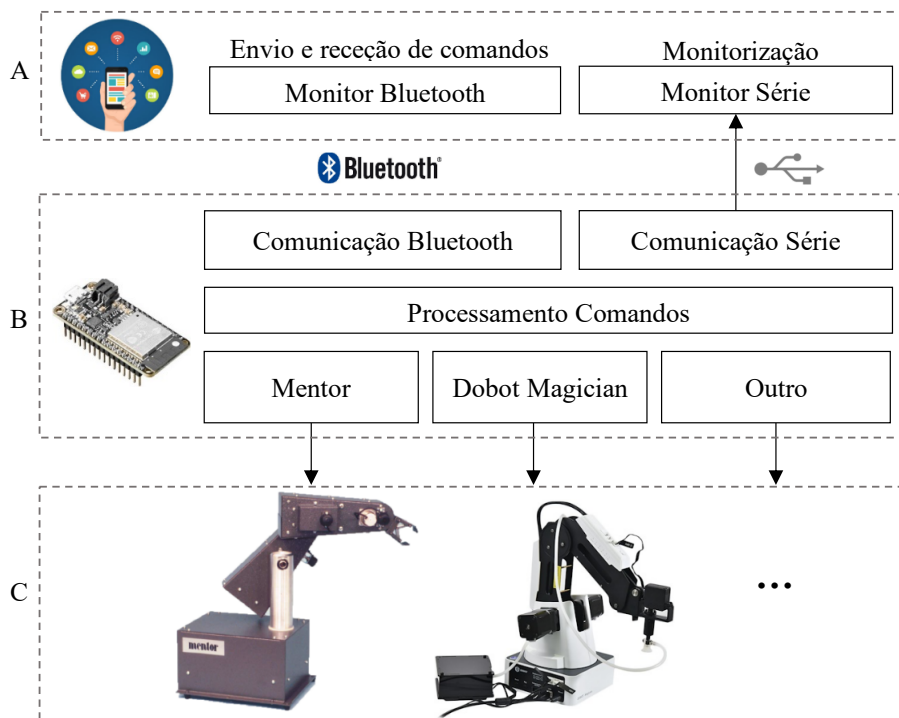 A
Envio e receção de comandos
Monitorização
Monitor Bluetooth
Monitor Série
Bluetooth®
B
Comunicação Bluetooth
Comunicação Série
Processamento Comandos
Mentor
Dobot Magician
Outro
C
mentor
...